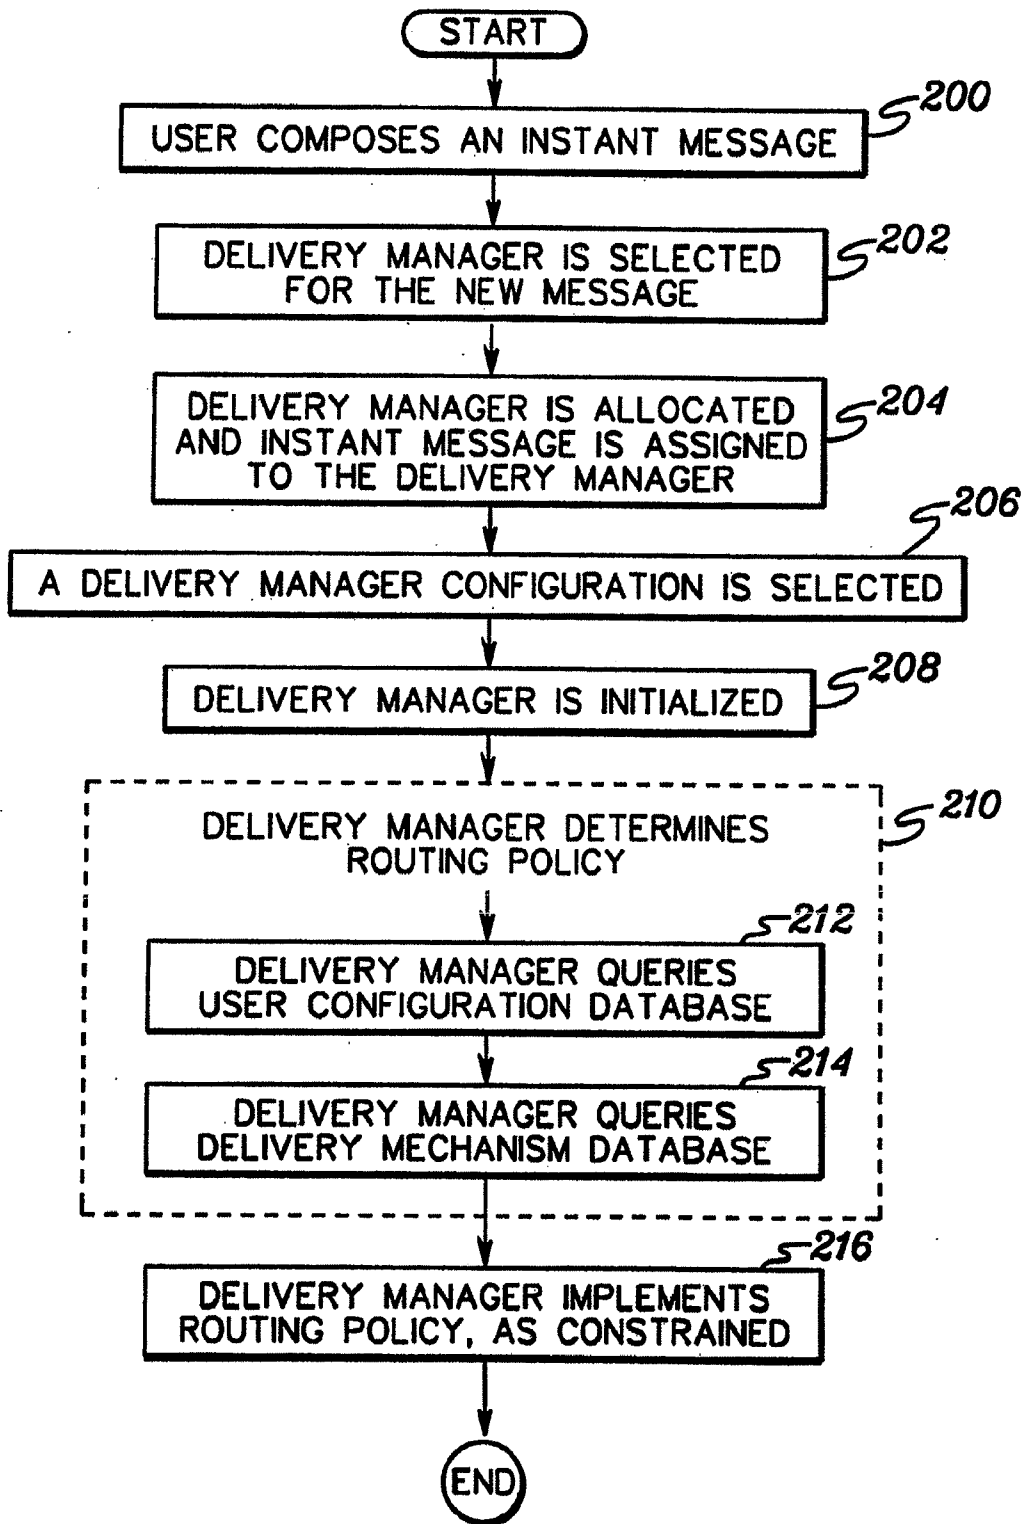 START
200
USER COMPOSES AN INSTANT MESSAGE
202
DELIVERY MANAGER IS SELECTED
FOR THE NEW MESSAGE
204
DELIVERY MANAGER IS ALLOCATED
AND INSTANT MESSAGE IS ASSIGNED
TO THE DELIVERY MANAGER
206
A DELIVERY MANAGER CONFIGURATION IS SELECTED
208
DELIVERY MANAGER IS INITIALIZED
210
DELIVERY MANAGER DETERMINES
ROUTING POLICY
212
DELIVERY MANAGER QUERIES
USER CONFIGURATION DATABASE
214
DELIVERY MANAGER QUERIES
DELIVERY MECHANISM DATABASE
216
DELIVERY MANAGER IMPLEMENTS
ROUTING POLICY, AS CONSTRAINED
END